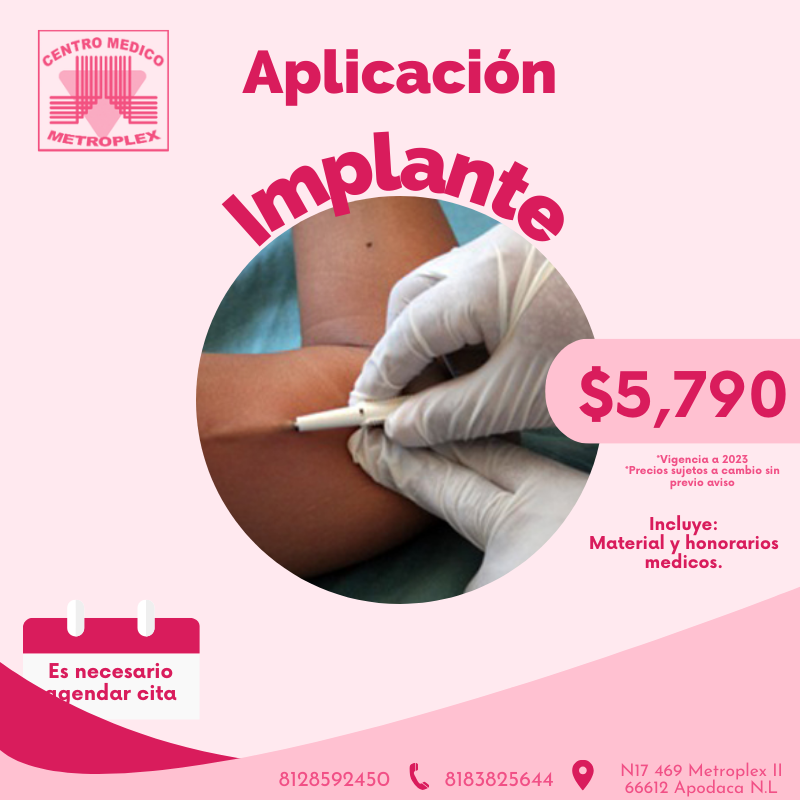 CENTRO MEDICO
METROPLEX
Aplicación
Implante
$5,790
*Vigencia a 2023
*Precios sujetos a cambio sin
previo aviso
Incluye:
Material y honorarios
medicos.
Es necesario
agendar cita
8128592450
8183825644
N17 469 Metroplex ll
66612 Apodaca N.L